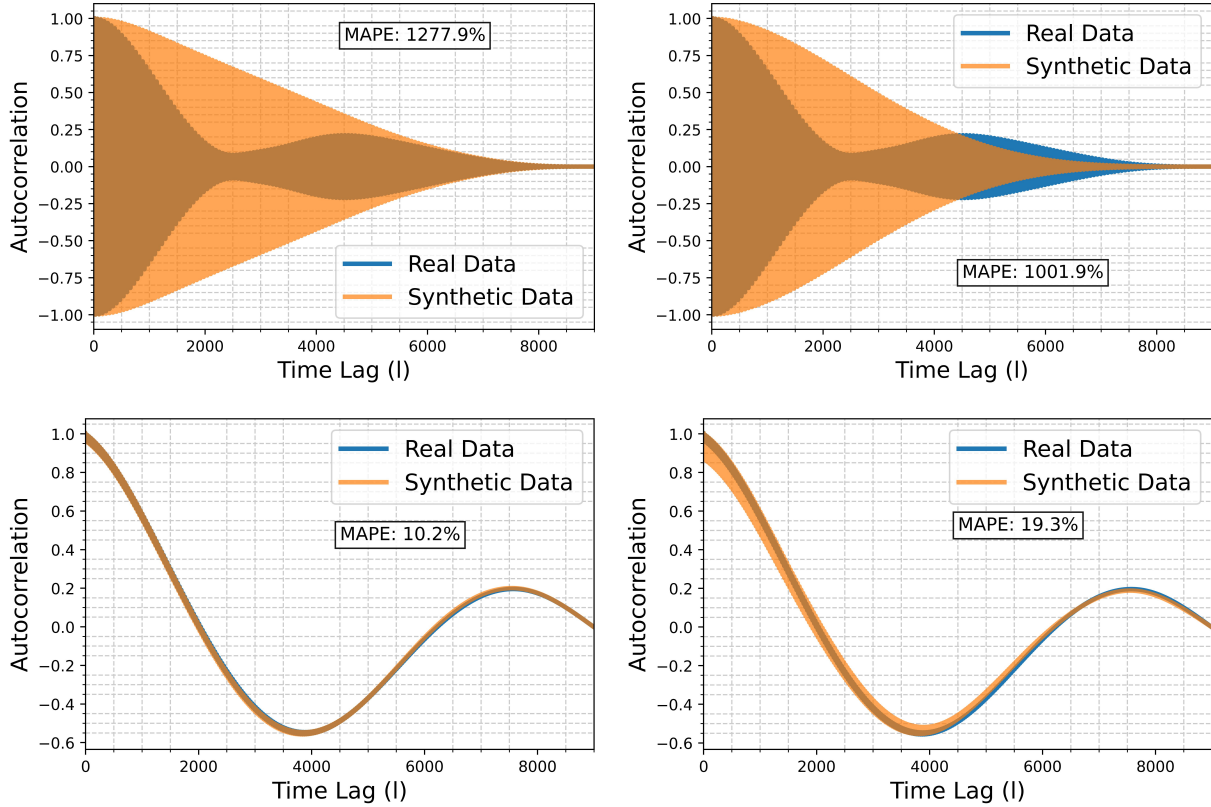 1.00
0.75
0.50
0.25
0.00
−0.25
−0.50
−0.75
−1.00
Autocorrelation
MAPE: 1277.9%
Real Data
Synthetic Data
0 2000 4000 6000 8000
Time Lag (l)
1.00
0.75
0.50
0.25
0.00
−0.25
−0.50
−0.75
−1.00
Autocorrelation
Real Data
Synthetic Data
MAPE: 1001.9%
0 2000 4000 6000 8000
Time Lag (l)
1.0
0.8
0.6
0.4
0.2
0.0
−0.2
−0.4
−0.6
Autocorrelation
Real Data
Synthetic Data
MAPE: 10.2%
0 2000 4000 6000 8000
Time Lag (l)
1.0
0.8
0.6
0.4
0.2
0.0
−0.2
−0.4
−0.6
Autocorrelation
Real Data
Synthetic Data
MAPE: 19.3%
0 2000 4000 6000 8000
Time Lag (l)